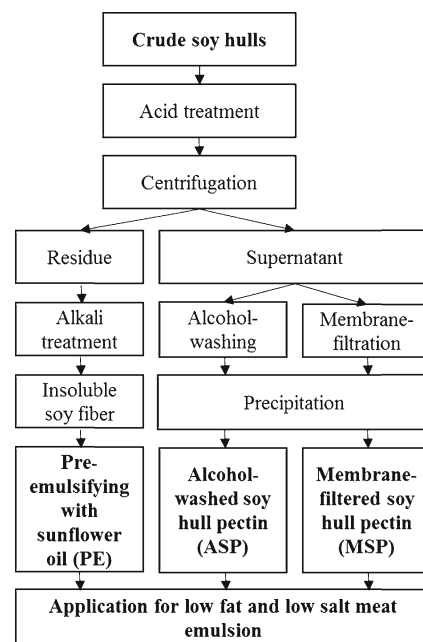 Crude soy hulls
Acid treatment
Centrifugation
Residue
Supernatant
Alkali
treatment
Alcohol-
washing
Membrane-
filtration
Insoluble
soy fiber
Precipitation
Pre-
emulsifying
with
sunflower
oil (PE)
Alcohol-
washed soy
hull pectin
(ASP)
Membrane-
filtered soy
hull pectin
(MSP)
Application for low fat and low salt meat
emulsion